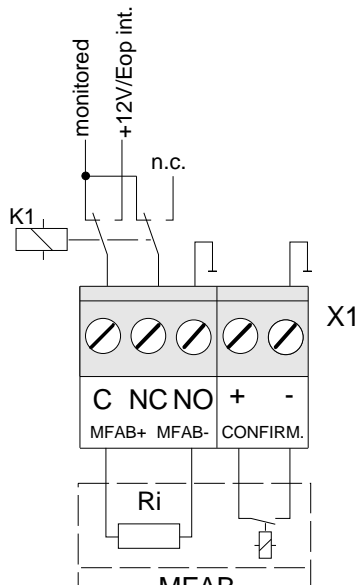 monitored
+12V/Eop int.
n.c.
K1
X1
C NC NO + -
MFAB+ MFAB- CONFIRM.
Ri
MFAB